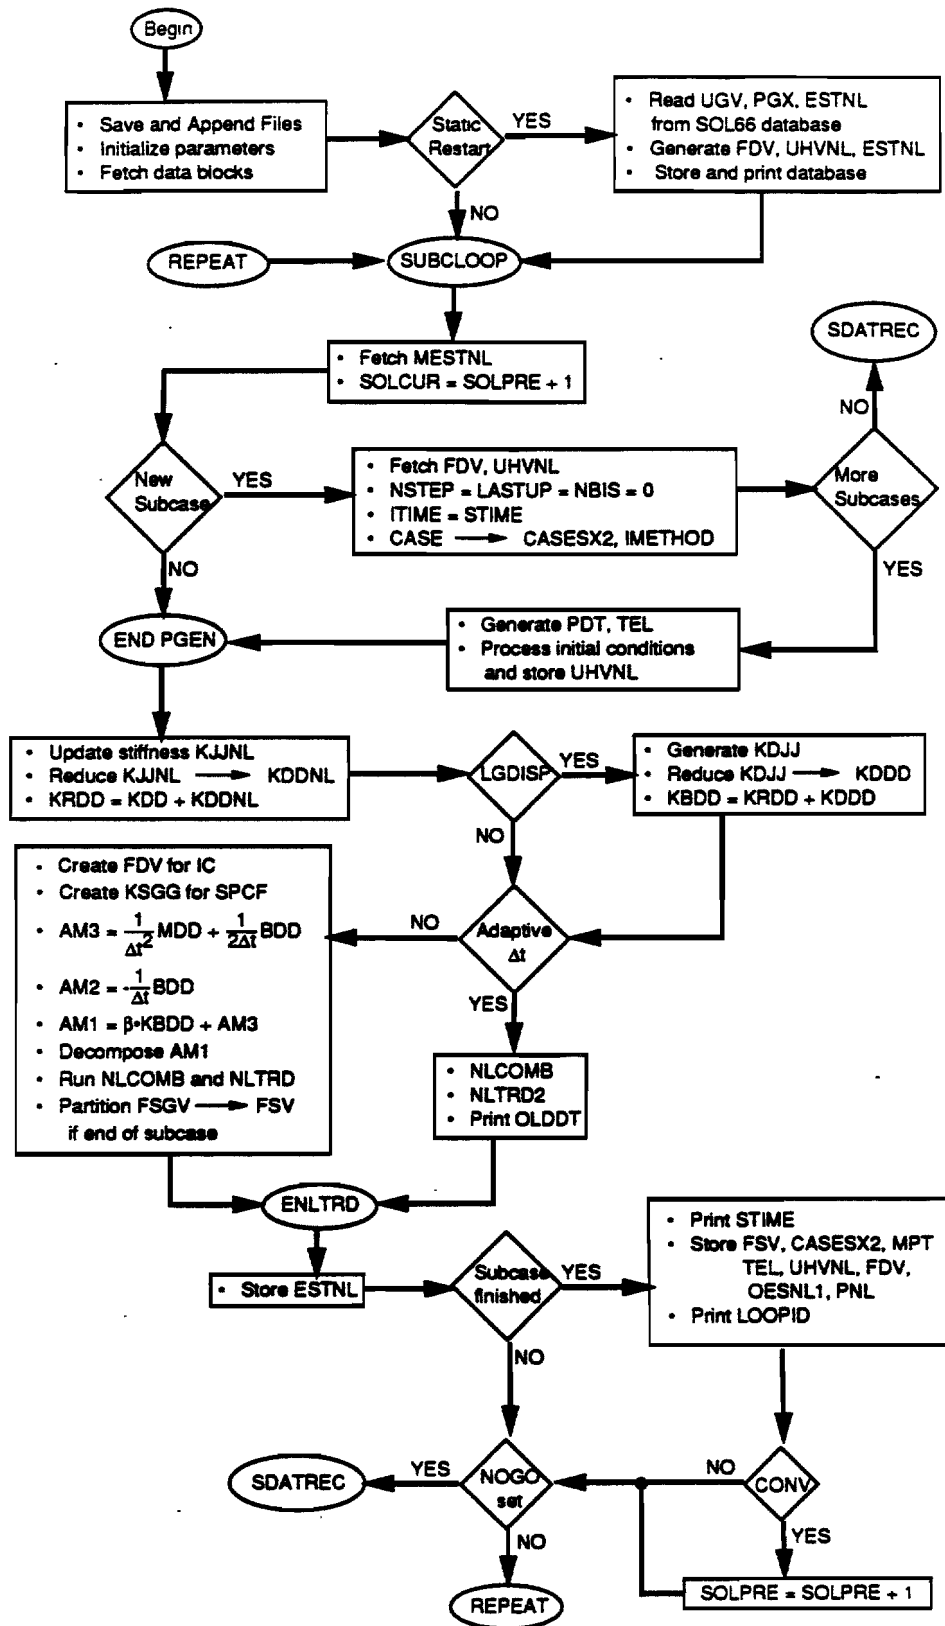 Begin
• Save and Append Files
• Initialize parameters
• Fetch data blocks
Static
Restart
YES
• Read UGV, PGX, ESTNL
from SOL66 database
• Generate FDV, UHVNL, ESTNL
• Store and print database
NO
REPEAT
SUBCLOOP
SDATREC
• Fetch MESTNL
• SOLCUR = SOLPRE + 1
NO
New
Subcase
YES
• Fetch FDV, UHVNL
• NSTEP = LASTUP = NBIS = 0
• ITIME = STIME
• CASE ⟶ CASESX2, IMETHOD
More
Subcases
NO
YES
END PGEN
• Generate PDT, TEL
• Process initial conditions
and store UHVNL
• Update stiffness KJJNL
• Reduce KJJNL ⟶ KDDNL
• KRDD = KDD + KDDNL
LGDISP
YES
• Generate KDJJ
• Reduce KDJJ ⟶ KDDD
• KBDD = KRDD + KDDD
NO
• Create FDV for IC
• Create KSGG for SPCF
• AM3 = 1/Δt² MDD + 1/2Δt BDD
• AM2 = -1/Δt BDD
• AM1 = β•KBDD + AM3
• Decompose AM1
• Run NLCOMB and NLTRD
• Partition FSGV ⟶ FSV
if end of subcase
NO
Adaptive
Δt
YES
• NLCOMB
• NLTRD2
• Print OLDDT
ENLTRD
• Store ESTNL
Subcase
finished
YES
• Print STIME
• Store FSV, CASESX2, MPT
TEL, UHVNL, FDV,
OESNL1, PNL
• Print LOOPID
NO
SDATREC
YES
NOGO
set
NO
CONV
YES
NO
REPEAT
SOLPRE = SOLPRE + 1